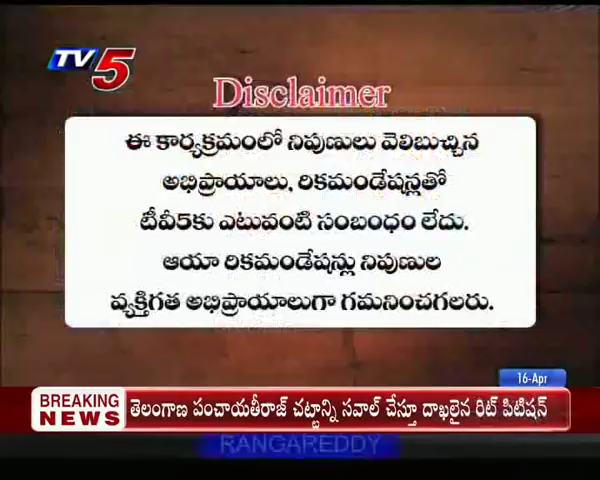 TV5
Disclaimer
ఈ కార్యక్రమంలో నిపుణులు వెలిబుచ్చిన
అభిప్రాయాలు, రికమండేషన్లతో
టీవీ5కు ఎటువంటి సంబంధం లేదు.
ఆయా రికమండేషన్లు నిపుణుల
వ్యక్తిగత అభిప్రాయాలుగా గమనించగలరు.
16-Apr
BREAKING
NEWS
తెలంగాణ పంచాయతీరాజ్ చట్టాన్ని సవాల్ చేస్తూ దాఖలైన రిట్ పిటిషన్
RANGAREDDY